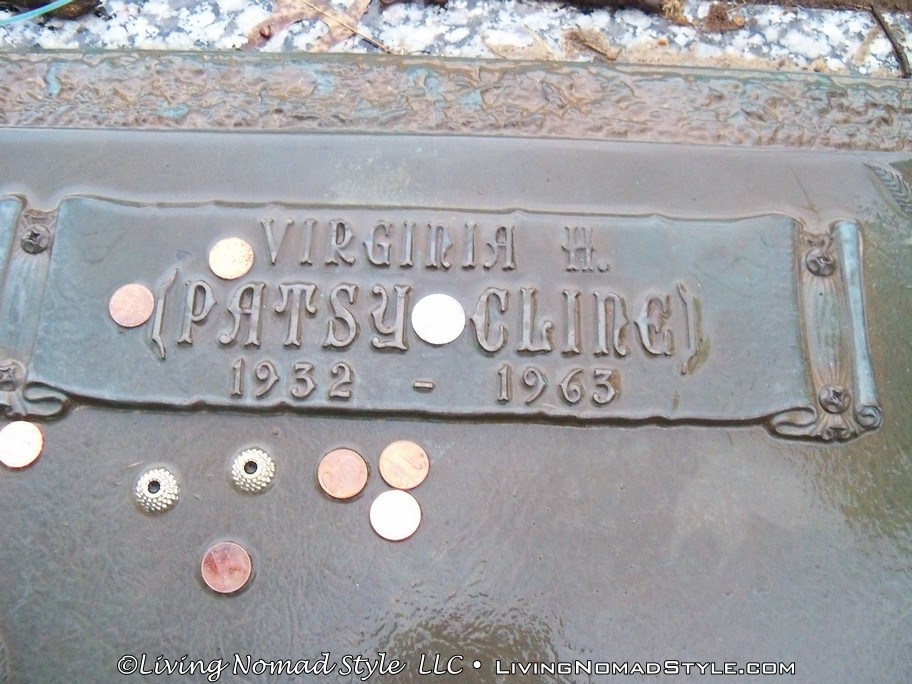 VIRGINIA H.
(PATSY CLINE)
1932 - 1963
©Living Nomad Style LLC • LivingNomadStyle.com